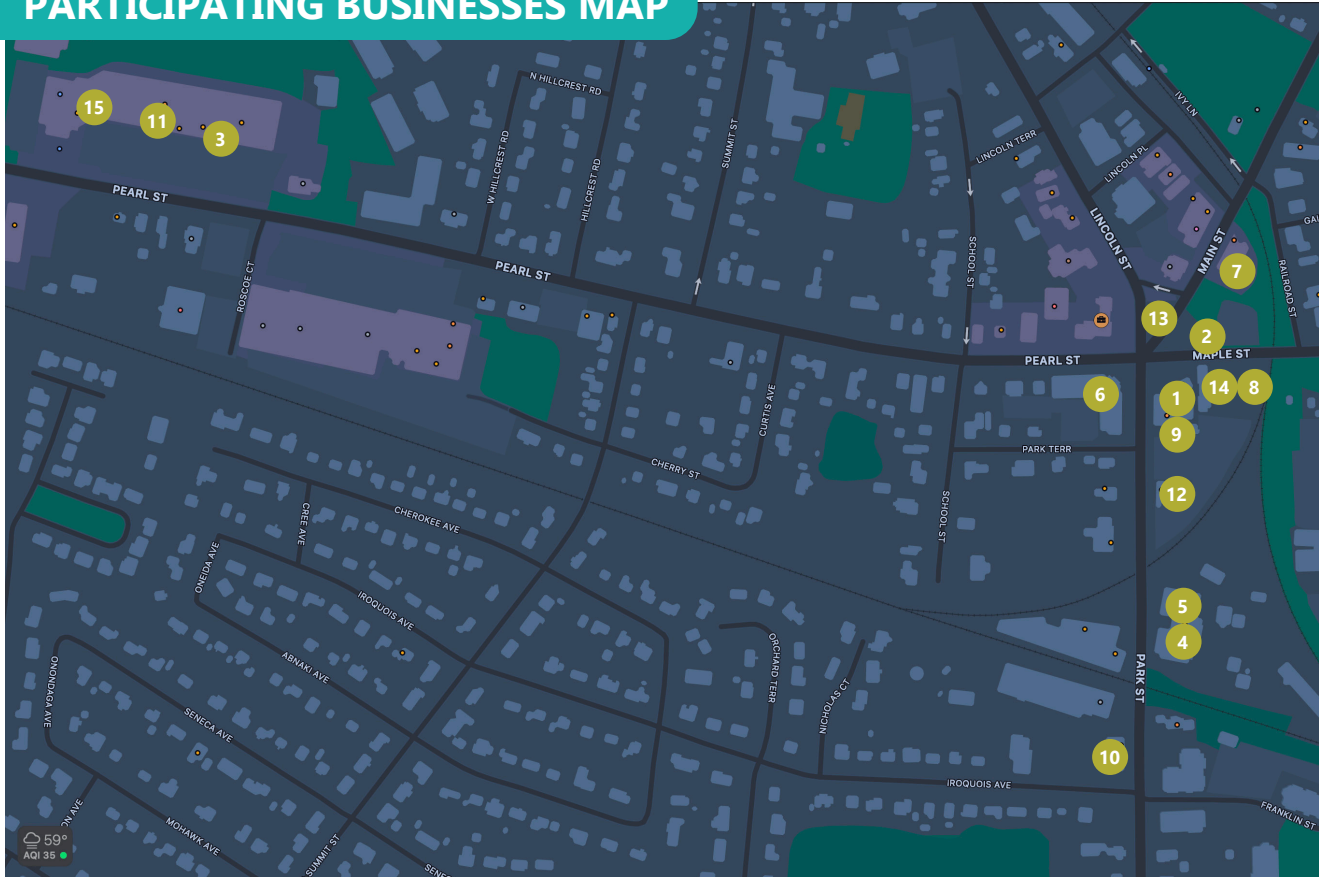 PARTICIPATING BUSINESSES MAP
N HILLCREST RD
IVY LN
15
11
3
SUMMIT ST
LINCOLN TERR
LINCOLN PL
W HILLCREST RD
HILLCREST RD
PEARL ST
LINCOLN ST
MAIN ST
SCHOOL ST
7
RAILROAD ST
ROSCOE CT
PEARL ST
13
2
PEARL ST
MAPLE ST
6
1
14
8
CURTIS AVE
9
PARK TERR
CHERRY ST
12
SCHOOL ST
CREE AVE
CHEROKEE AVE
ONEIDA AVE
IROQUOIS AVE
5
4
ORCHARD TERR
ABNAKI AVE
ONONDAGA AVE
NICHOLAS CT
PARK ST
SENECA AVE
10
IROQUOIS AVE
FRANKLIN ST
MOHAWK AVE
SUMMIT ST
59°
AQI 35